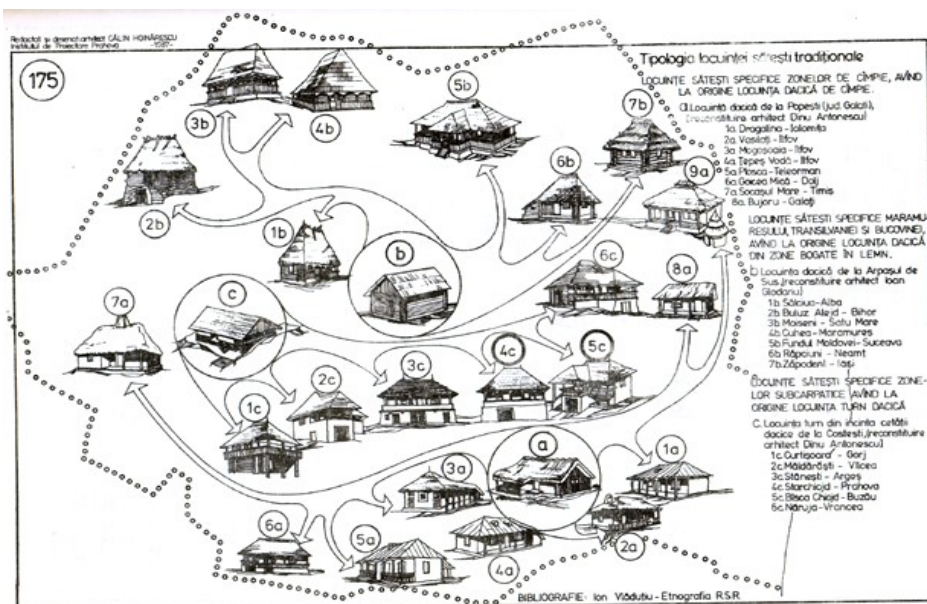 Redactat și desenat:arhitect CĂLIN HOINĂRESCU
Institutul de Proiectare Prahova -1987-
175
Tipologia locuinței sătești tradiționale
LOCUINȚE SĂTEȘTI SPECIFICE ZONELOR DE CÎMPIE, AVÎND
LA ORIGINE LOCUINȚA DACICĂ DE CÎMPIE.
a) Locuința dacică de la Popești (jud. Galați),
(reconstituire arhitect Dinu Antonescu)
1a. Dragalina - Ialomița
2a. Vasilați - Ilfov
3a. Mogoșoaia - Ilfov
4a. Țepeș Vodă - Ilfov
5a. Plosca - Teleorman
6a. Goicea Mică - Dolj
7a. Socașul Mare - Timiș
8a. Bujoru - Galați
LOCUINȚE SĂTEȘTI SPECIFICE MARAMU-
REȘULUI, TRANSILVANIEI ȘI BUCOVINEI,
AVÎND LA ORIGINE LOCUINȚA DACICĂ
DIN ZONE BOGATE ÎN LEMN.
b) Locuința dacică de la Arpașul de
Sus, (reconstituire arhitect Ioan
Glodariu)
1b. Sălciua-Alba
2b. Buluz Aleșd - Bihor
3b. Moiseni - Satu Mare
4b. Cuhea - Maramureș
5b. Fundul Moldovei - Suceava
6b. Răpciuni - Neamț
7b. Zăpodeni - Iași
LOCUINȚE SĂTEȘTI SPECIFICE ZONE-
LOR SUBCARPATICE AVÎND LA
ORIGINE LOCUINȚA TURN DACICĂ
C. Locuința turn din incinta cetății
dacice de la Costești, (reconstituire
arhitect Dinu Antonescu)
1c. Curtișoara - Gorj
2c. Măldărăști - Vîlcea
3c. Stănești - Argeș
4c. Starchiojd - Prahova
5c. Bîsca Chiojd - Buzău
6c. Năruja - Vrancea
3b
4b
5b
7b
6b
9a
2b
1b
b
6c
8a
7a
c
1c
2c
3c
4c
5c
3a
a
1a
6a
5a
4a
2a
BIBLIOGRAFIE: Ion Vlăduțiu - Etnografia R.S.R.